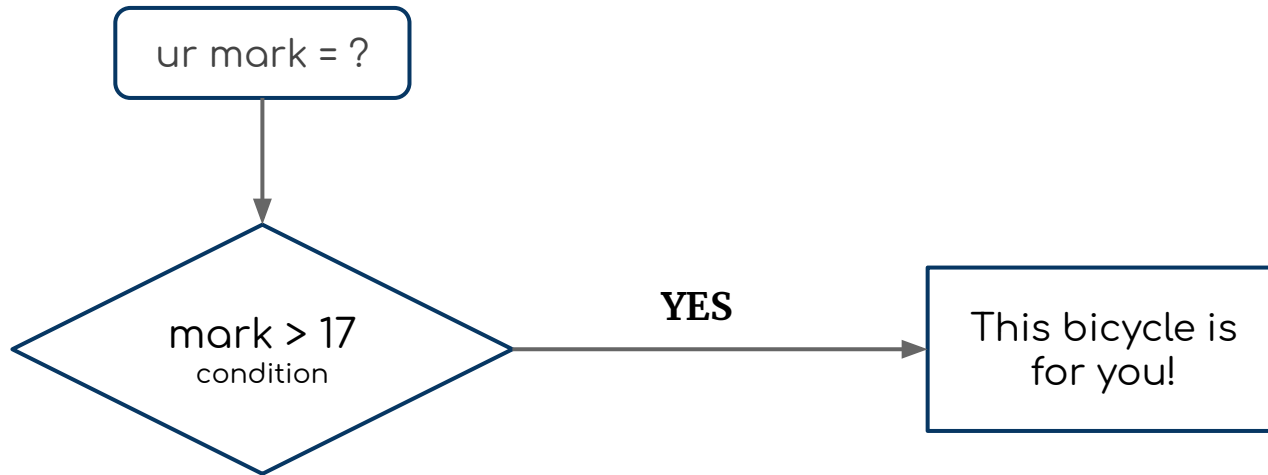 ur mark = ?
mark > 17
condition
YES
This bicycle is
for you!